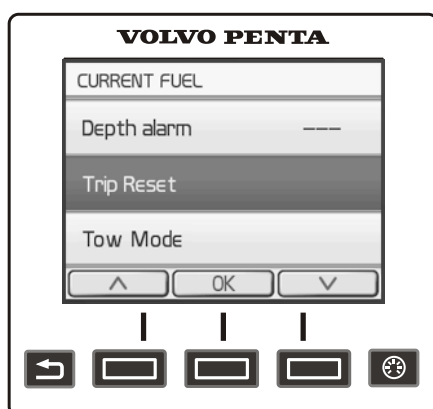 VOLVO PENTA
CURRENT FUEL
Depth alarm ---
Trip Reset
Tow Mode
OK